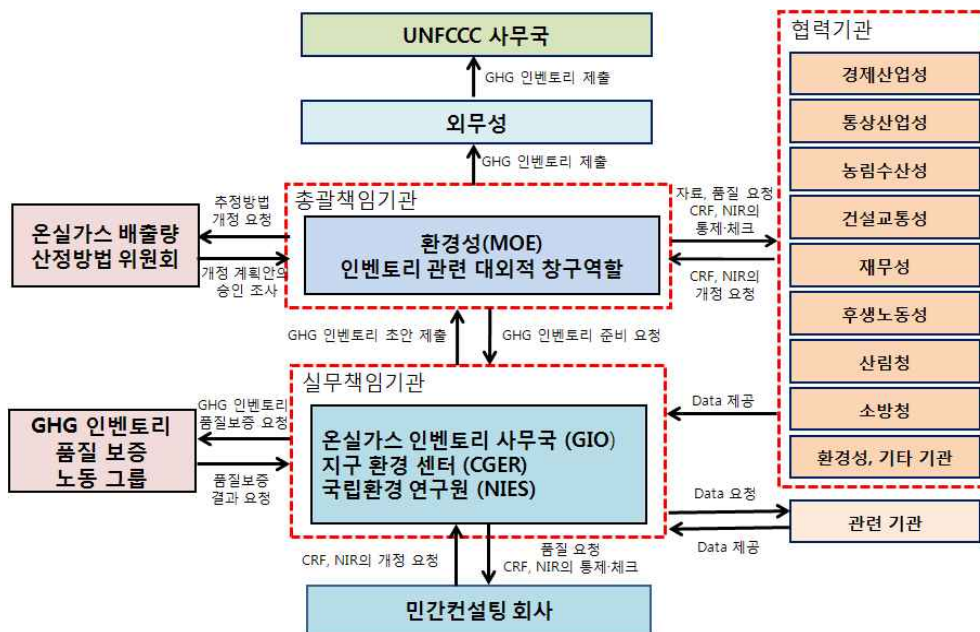 UNFCCC 사무국
GHG 인벤토리 제출
외무성
GHG 인벤토리 제출
총괄책임기관
환경성(MOE)
인벤토리 관련 대외적 창구역할
추정방법
개정 요청
온실가스 배출량
산정방법 위원회
개정 계획안의
승인 조사
자료, 품질 요청
CRF, NIR의
통제·체크
CRF, NIR의
개정 요청
GHG 인벤토리 초안 제출
GHG 인벤토리 준비 요청
실무책임기관
온실가스 인벤토리 사무국 (GIO)
지구 환경 센터 (CGER)
국립환경 연구원 (NIES)
GHG 인벤토리
품질보증 요청
GHG 인벤토리
품질 보증
노동 그룹
품질보증
결과 요청
Data 제공
Data 요청
Data 제공
CRF, NIR의 개정 요청
품질 요청
CRF, NIR의 통제·체크
민간컨설팅 회사
협력기관
경제산업성
통상산업성
농림수산성
건설교통성
재무성
후생노동성
산림청
소방청
환경성, 기타 기관
관련 기관